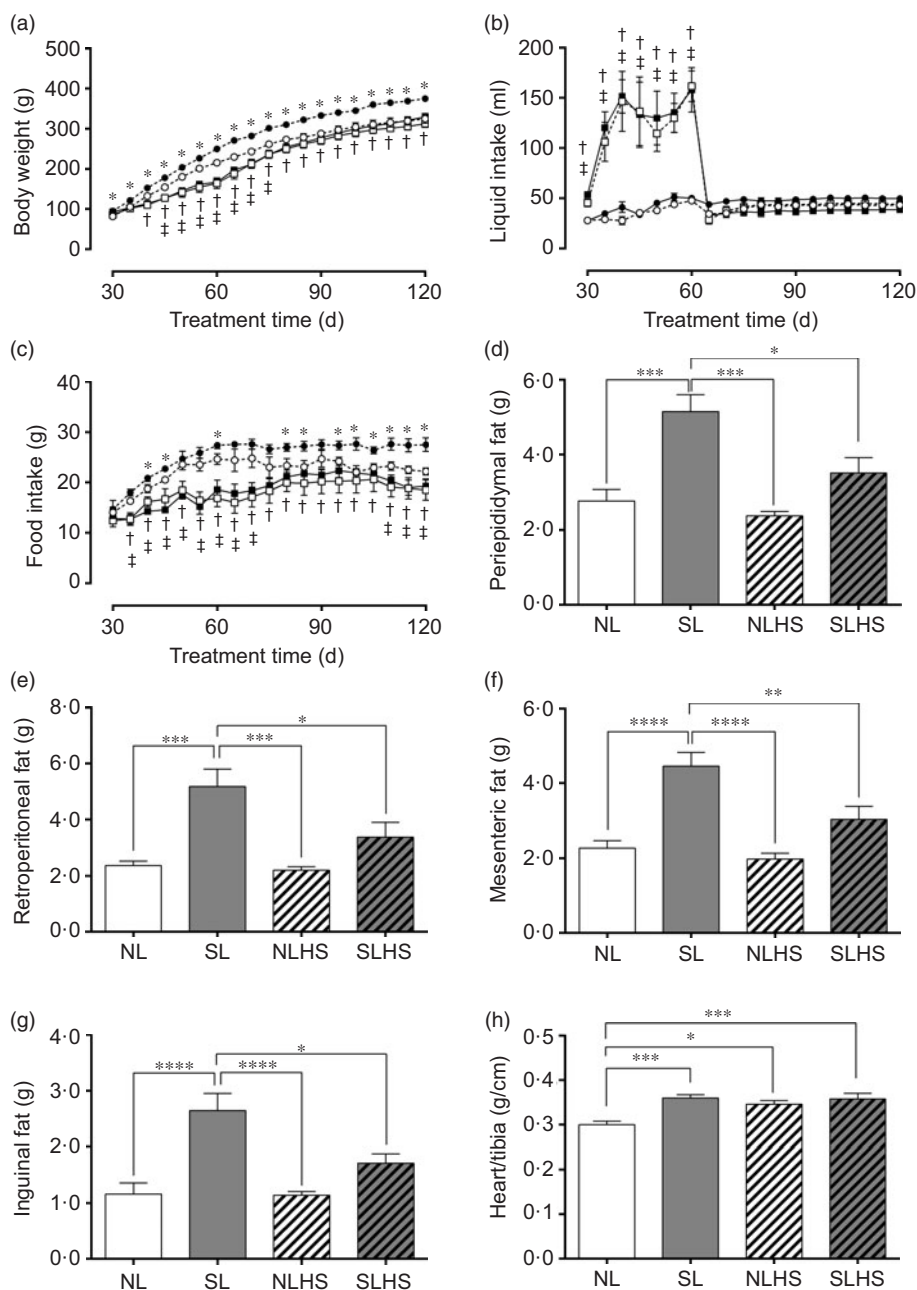 (a)
Body weight (g)
500
400
300
200
100
0
* * * * * * * * * * * * * * * * * * *
† † † † † † † † † † † † † † † † †
‡ ‡ ‡ ‡ ‡ ‡ ‡
30 60 90 120
Treatment time (d)
(b)
Liquid intake (ml)
200
150
100
50
0
† † † † † † †
‡ ‡ ‡ ‡ ‡ ‡ ‡
30 60 90 120
Treatment time (d)
(c)
Food intake (g)
40
30
20
10
0
* * * * * * * * * * *
† † † † † † † † † † † † † † † † † †
‡ ‡ ‡ ‡ ‡ ‡ ‡ ‡ ‡ ‡
30 60 90 120
Treatment time (d)
(d)
Periepididymal fat (g)
6·0
4·0
2·0
0·0
*
*** ***
NL SL NLHS SLHS
(e)
Retroperitoneal fat (g)
8·0
6·0
4·0
2·0
0·0
*
*** ***
NL SL NLHS SLHS
(f)
Mesenteric fat (g)
6·0
4·0
2·0
0·0
**
**** ****
NL SL NLHS SLHS
(g)
Inguinal fat (g)
4·0
3·0
2·0
1·0
0·0
*
**** ****
NL SL NLHS SLHS
(h)
Heart/tibia (g/cm)
0·5
0·4
0·3
0·2
0·1
0·0
***
*
***
NL SL NLHS SLHS